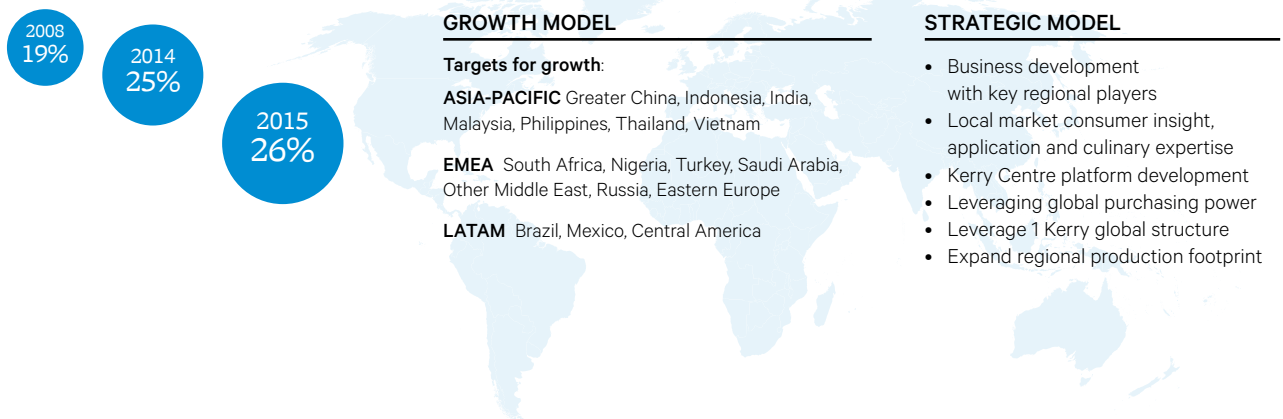 2008
19%
2014
25%
2015
26%
GROWTH MODEL
Targets for growth:
ASIA-PACIFIC Greater China, Indonesia, India,
Malaysia, Philippines, Thailand, Vietnam
EMEA South Africa, Nigeria, Turkey, Saudi Arabia,
Other Middle East, Russia, Eastern Europe
LATAM Brazil, Mexico, Central America
STRATEGIC MODEL
• Business development
with key regional players
• Local market consumer insight,
application and culinary expertise
• Kerry Centre platform development
• Leveraging global purchasing power
• Leverage 1 Kerry global structure
• Expand regional production footprint